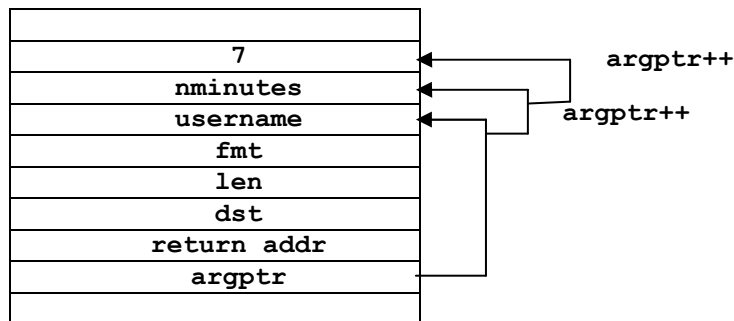 7
argptr++
nminutes
argptr++
username
fmt
len
dst
return addr
argptr